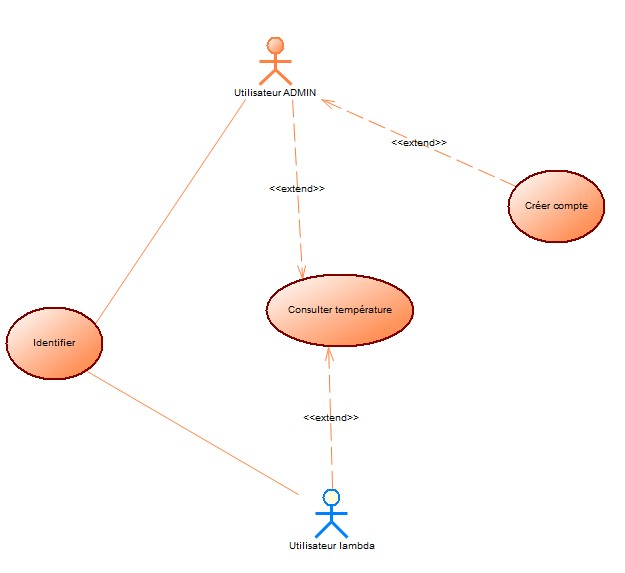 Utilisateur ADMIN
<<extend>>
<<extend>>
Créer compte
Consulter température
Identifier
<<extend>>
Utilisateur lambda